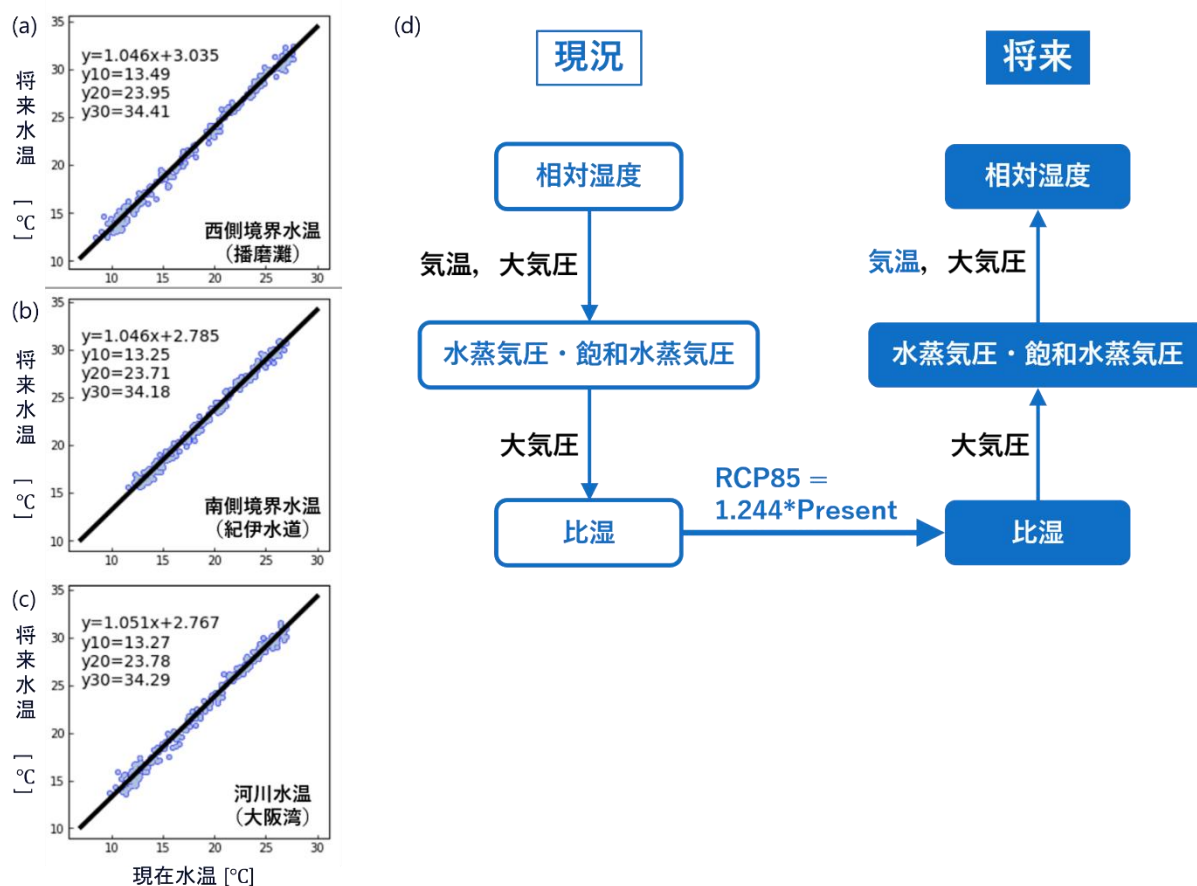 (a)
将来水温 [℃]
35
30
25
20
15
10
y=1.046x+3.035
y10=13.49
y20=23.95
y30=34.41
西側境界水温
（播磨灘）
10 15 20 25 30
(b)
将来水温 [℃]
35
30
25
20
15
10
y=1.046x+2.785
y10=13.25
y20=23.71
y30=34.18
南側境界水温
（紀伊水道）
10 15 20 25 30
(c)
将来水温 [℃]
35
30
25
20
15
10
y=1.051x+2.767
y10=13.27
y20=23.78
y30=34.29
河川水温
（大阪湾）
10 15 20 25 30
現在水温 [℃]
(d)
現況
相対湿度
気温，大気圧
水蒸気圧・飽和水蒸気圧
大気圧
比湿
RCP85 =
1.244*Present
将来
相対湿度
気温，大気圧
水蒸気圧・飽和水蒸気圧
大気圧
比湿